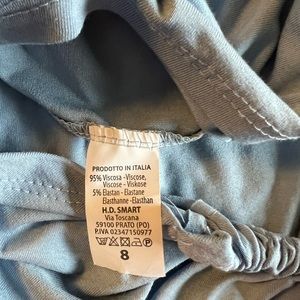 PRODOTTO IN ITALIA
95% Viscosa - Viscose,
Viscose - Viskose
5% Elastan - Elastane
Elasthanne - Elasthan
H.D. SMART
Via Toscana
59100 PRATO (PO)
P.IVA 02347150977
8